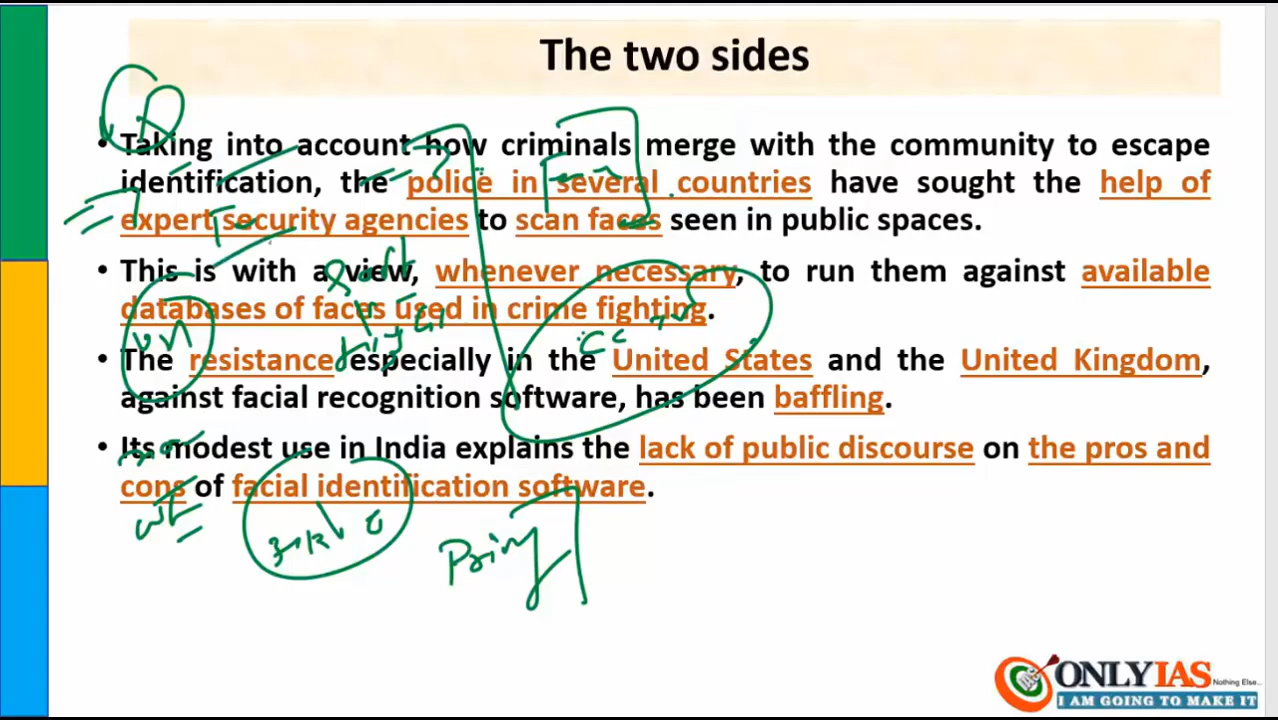 The two sides
• Taking into account how criminals merge with the community to escape
identification, the police in several countries have sought the help of
expert security agencies to scan faces seen in public spaces.
• This is with a view, whenever necessary, to run them against available
databases of faces used in crime fighting.
• The resistance especially in the United States and the United Kingdom,
against facial recognition software, has been baffling.
• Its modest use in India explains the lack of public discourse on the pros and
cons of facial identification software.
ONLYIAS Nothing Else...
I AM GOING TO MAKE IT